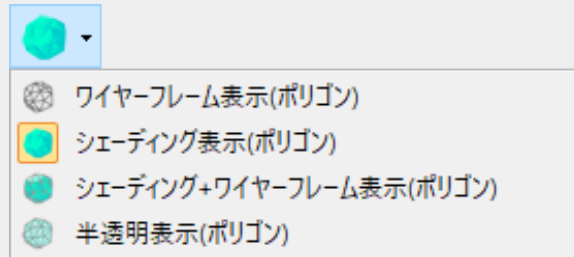 ワイヤーフレーム表示(ポリゴン)
シェーディング表示(ポリゴン)
シェーディング+ワイヤーフレーム表示(ポリゴン)
半透明表示(ポリゴン)